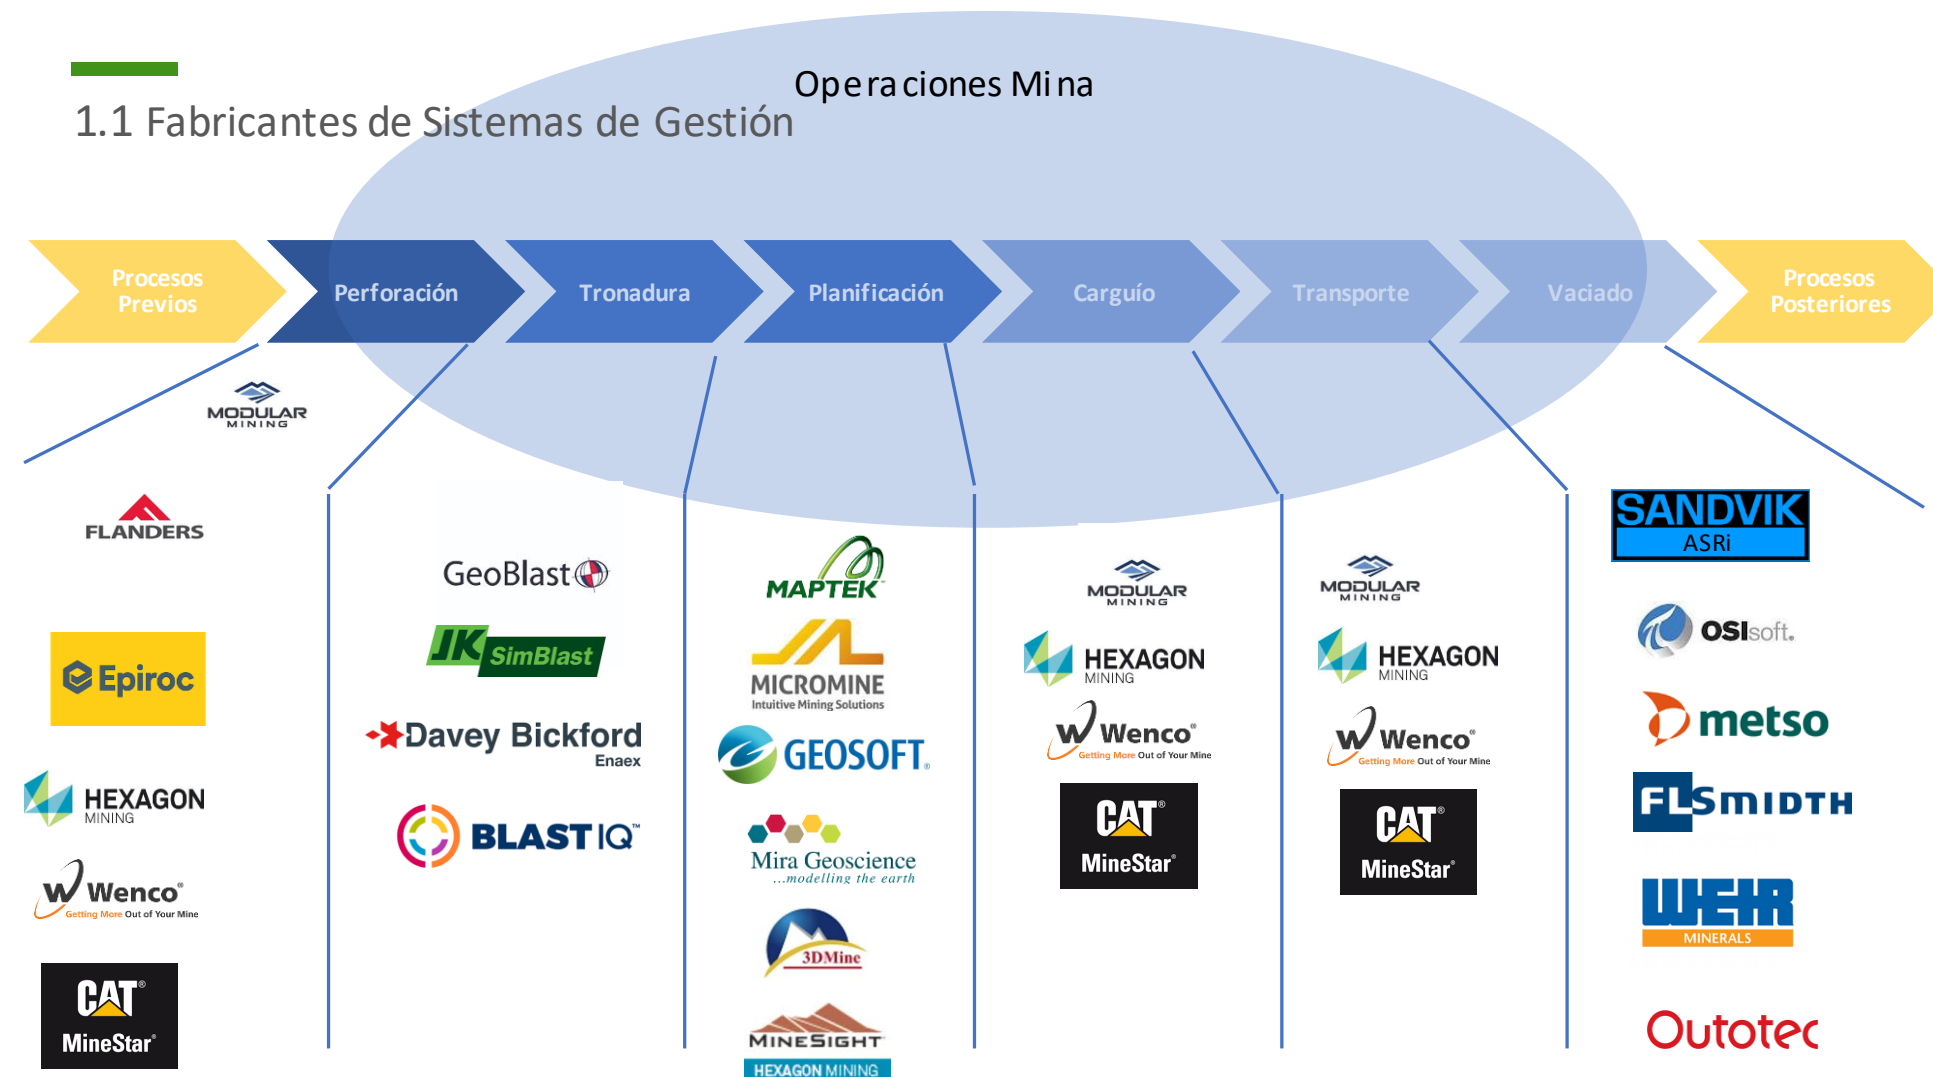 Operaciones Mina
1.1 Fabricantes de Sistemas de Gestión
Procesos
Previos
Perforación
Tronadura
Planificación
Carguío
Transporte
Vaciado
Procesos
Posteriores
MODULAR
MINING
FLANDERS
Epiroc
HEXAGON
MINING
Wenco®
Getting More Out of Your Mine
CAT®
MineStar®
GeoBlast
JK SimBlast
Davey Bickford
Enaex
BLASTIQ™
MAPTEK™
MICROMINE
Intuitive Mining Solutions
GEOSOFT®
Mira Geoscience
...modelling the earth
3DMine
MINESIGHT
HEXAGON MINING
MODULAR
MINING
HEXAGON
MINING
Wenco®
Getting More Out of Your Mine
CAT®
MineStar®
MODULAR
MINING
HEXAGON
MINING
Wenco®
Getting More Out of Your Mine
CAT®
MineStar®
SANDVIK
ASRi
OSIsoft.
metso
FLSMIDTH
WEIR
MINERALS
Outotec